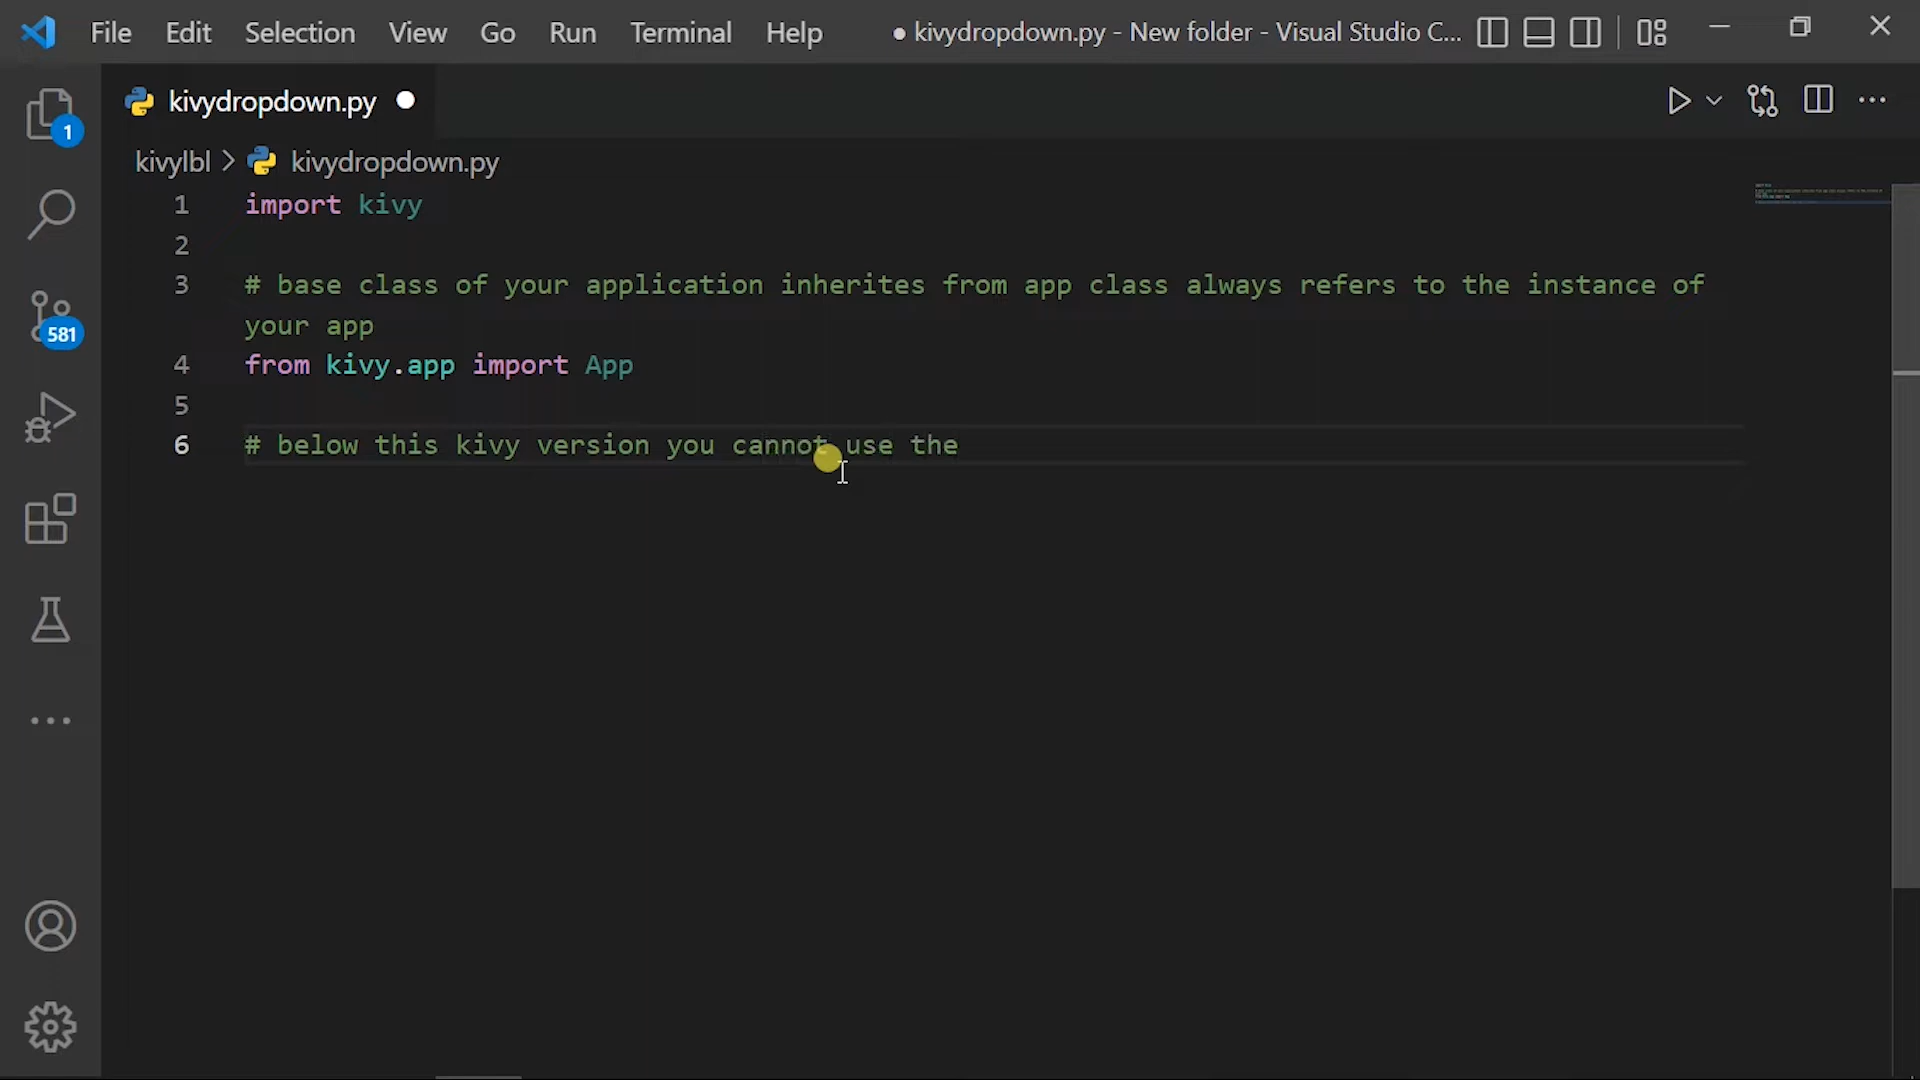 File Edit Selection View Go Run Terminal Help ● kivydropdown.py - New folder - Visual Studio C...
kivydropdown.py
1
kivylbl > kivydropdown.py
1 import kivy
2
3 # base class of your application inherites from app class always refers to the instance of
your app
581
4 from kivy.app import App
5
6 # below this kivy version you cannot use the